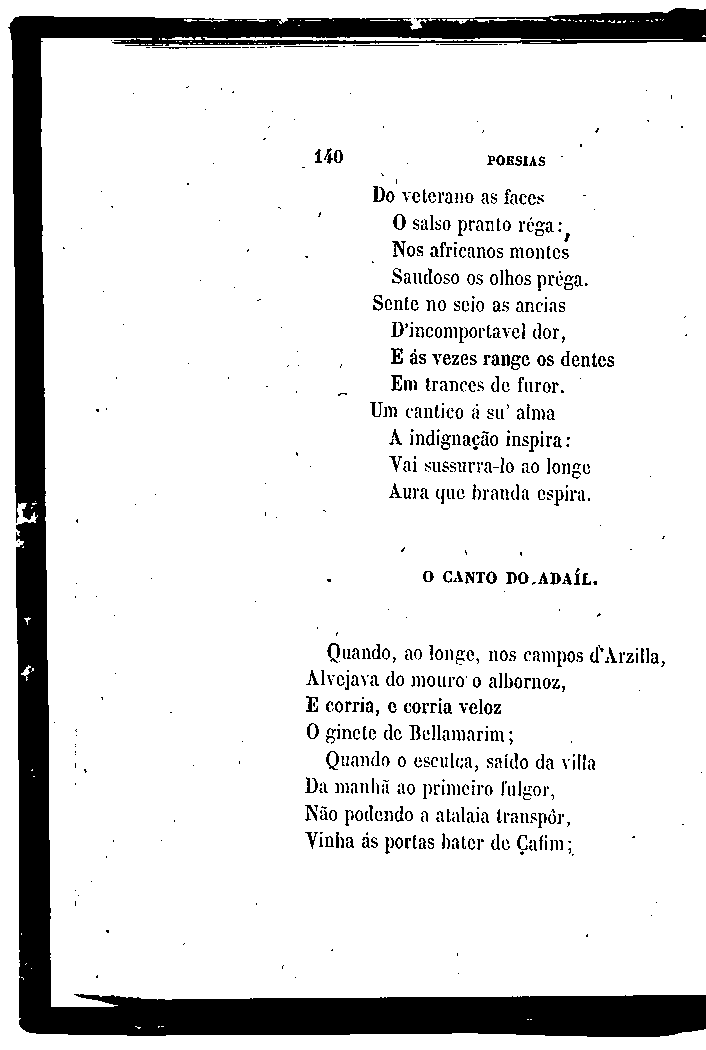 140 POESIAS
Do veterano as faces
O salso pranto réga:
Nos africanos montes
Saudoso os olhos préga.
Sente no seio as ancias
D'incomportavel dor,
E ás vezes range os dentes
Em trances de furor.
Um cantico á su' alma
A indignação inspira:
Vai sussurra-lo ao longe
Aura que branda espira.
O CANTO DO ADAÍL.
Quando, ao longe, nos campos d'Arzilla,
Alvejava do mouro o albornoz,
E corria, e corria veloz
O ginete de Bellamarim;
Quando o esculca, saído da villa
Da manhã ao primeiro fulgor,
Não podendo a atalaia transpôr,
Vinha ás portas bater de Çafim;